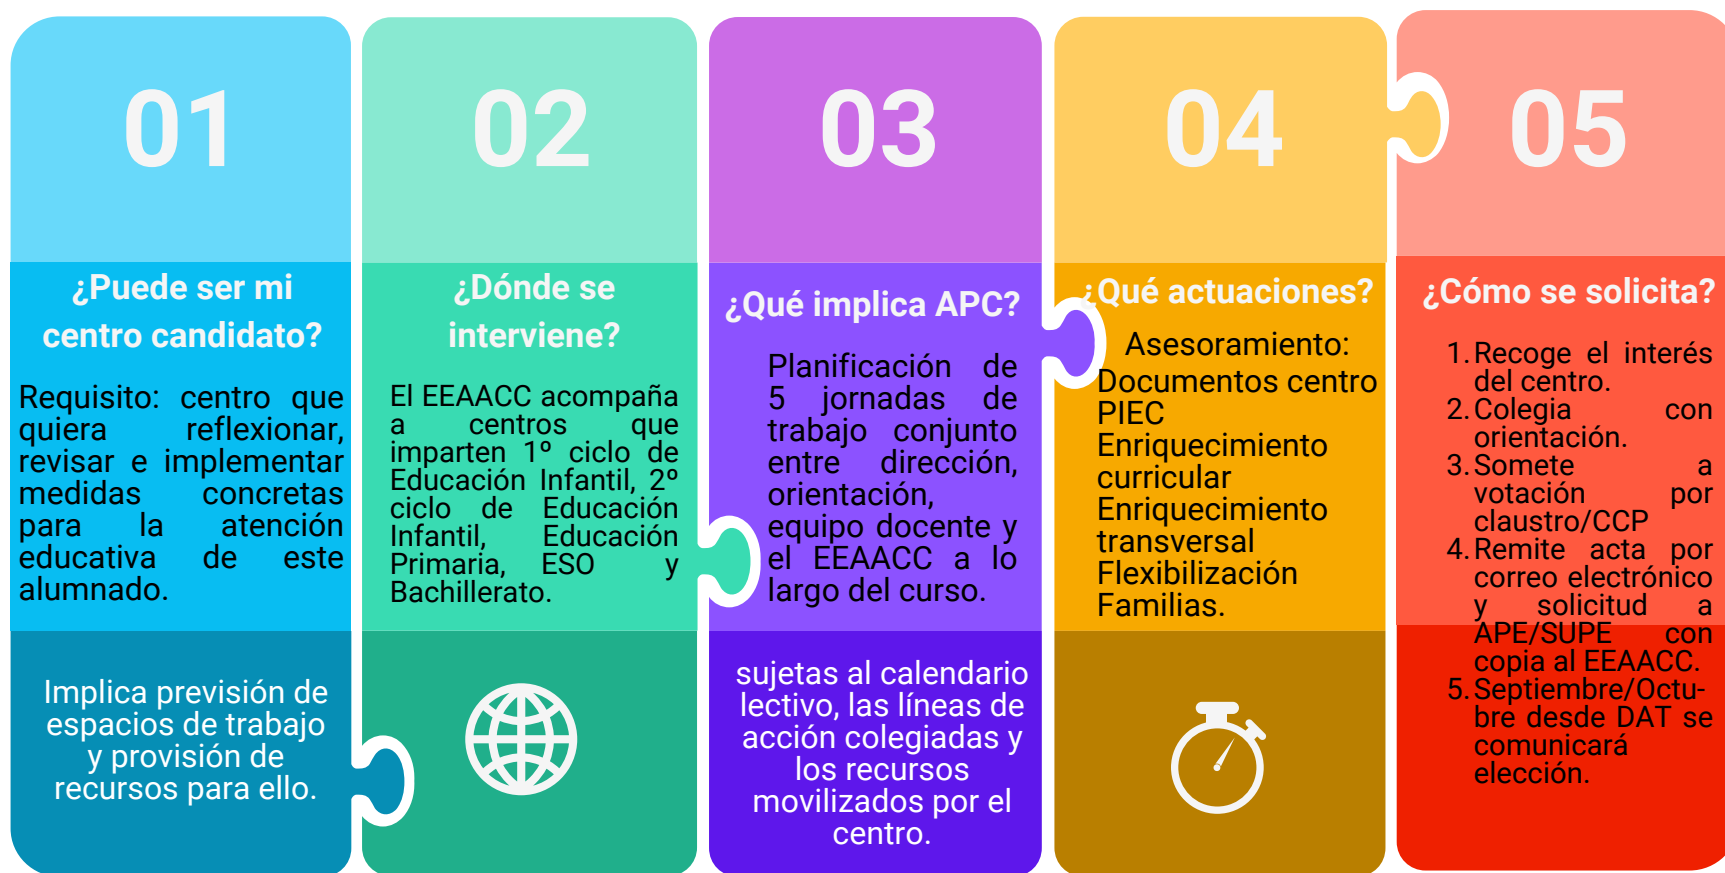 01
¿Puede ser mi
centro candidato?
Requisito: centro que
quiera reflexionar,
revisar e implementar
medidas concretas
para la atención
educativa de este
alumnado.
Implica previsión de
espacios de trabajo
y provisión de
recursos para ello.
02
¿Dónde se
interviene?
El EEAACC acompaña
a centros que
imparten 1º ciclo de
Educación Infantil, 2º
ciclo de Educación
Infantil, Educación
Primaria, ESO y
Bachillerato.
03
¿Qué implica APC?
Planificación de
5 jornadas de
trabajo conjunto
entre dirección,
orientación,
equipo docente y
el EEAACC a lo
largo del curso.
sujetas al calendario
lectivo, las líneas de
acción colegiadas y
los recursos
movilizados por el
centro.
04
¿Qué actuaciones?
Asesoramiento:
Documentos centro
PIEC
Enriquecimiento
curricular
Enriquecimiento
transversal
Flexibilización
Familias.
05
¿Cómo se solicita?
1. Recoge el interés
del centro.
2. Colegia con
orientación.
3. Somete a
votación por
claustro/CCP
4. Remite acta por
correo electrónico
y solicitud a
APE/SUPE con
copia al EEAACC.
5. Septiembre/Octu-
bre desde DAT se
comunicará
elección.